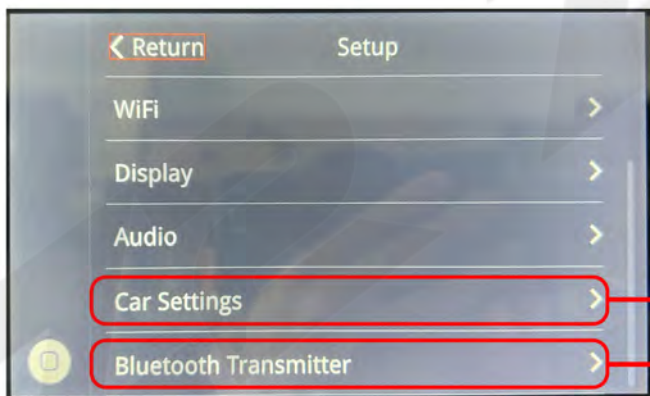 Return
Setup
WiFi
Display
Audio
Car Settings
Bluetooth Transmitter